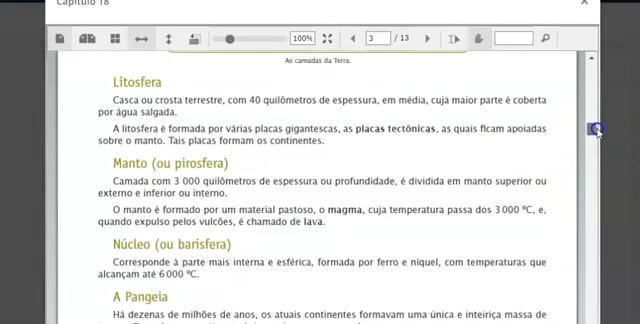 Capítulo 18
100%
3 / 13
As camadas da Terra.
Litosfera
Casca ou crosta terrestre, com 40 quilômetros de espessura, em média, cuja maior parte é coberta
por água salgada.
A litosfera é formada por várias placas gigantescas, as placas tectônicas, as quais ficam apoiadas
sobre o manto. Tais placas formam os continentes.
Manto (ou pirosfera)
Camada com 3 000 quilômetros de espessura ou profundidade, é dividida em manto superior ou
externo e inferior ou interno.
O manto é formado por um material pastoso, o magma, cuja temperatura passa dos 3 000 ºC, e,
quando expulso pelos vulcões, é chamado de lava.
Núcleo (ou barisfera)
Corresponde à parte mais interna e esférica, formada por ferro e níquel, com temperaturas que
alcançam até 6 000 ºC.
A Pangeia
Há dezenas de milhões de anos, os atuais continentes formavam uma única e inteiriça massa de